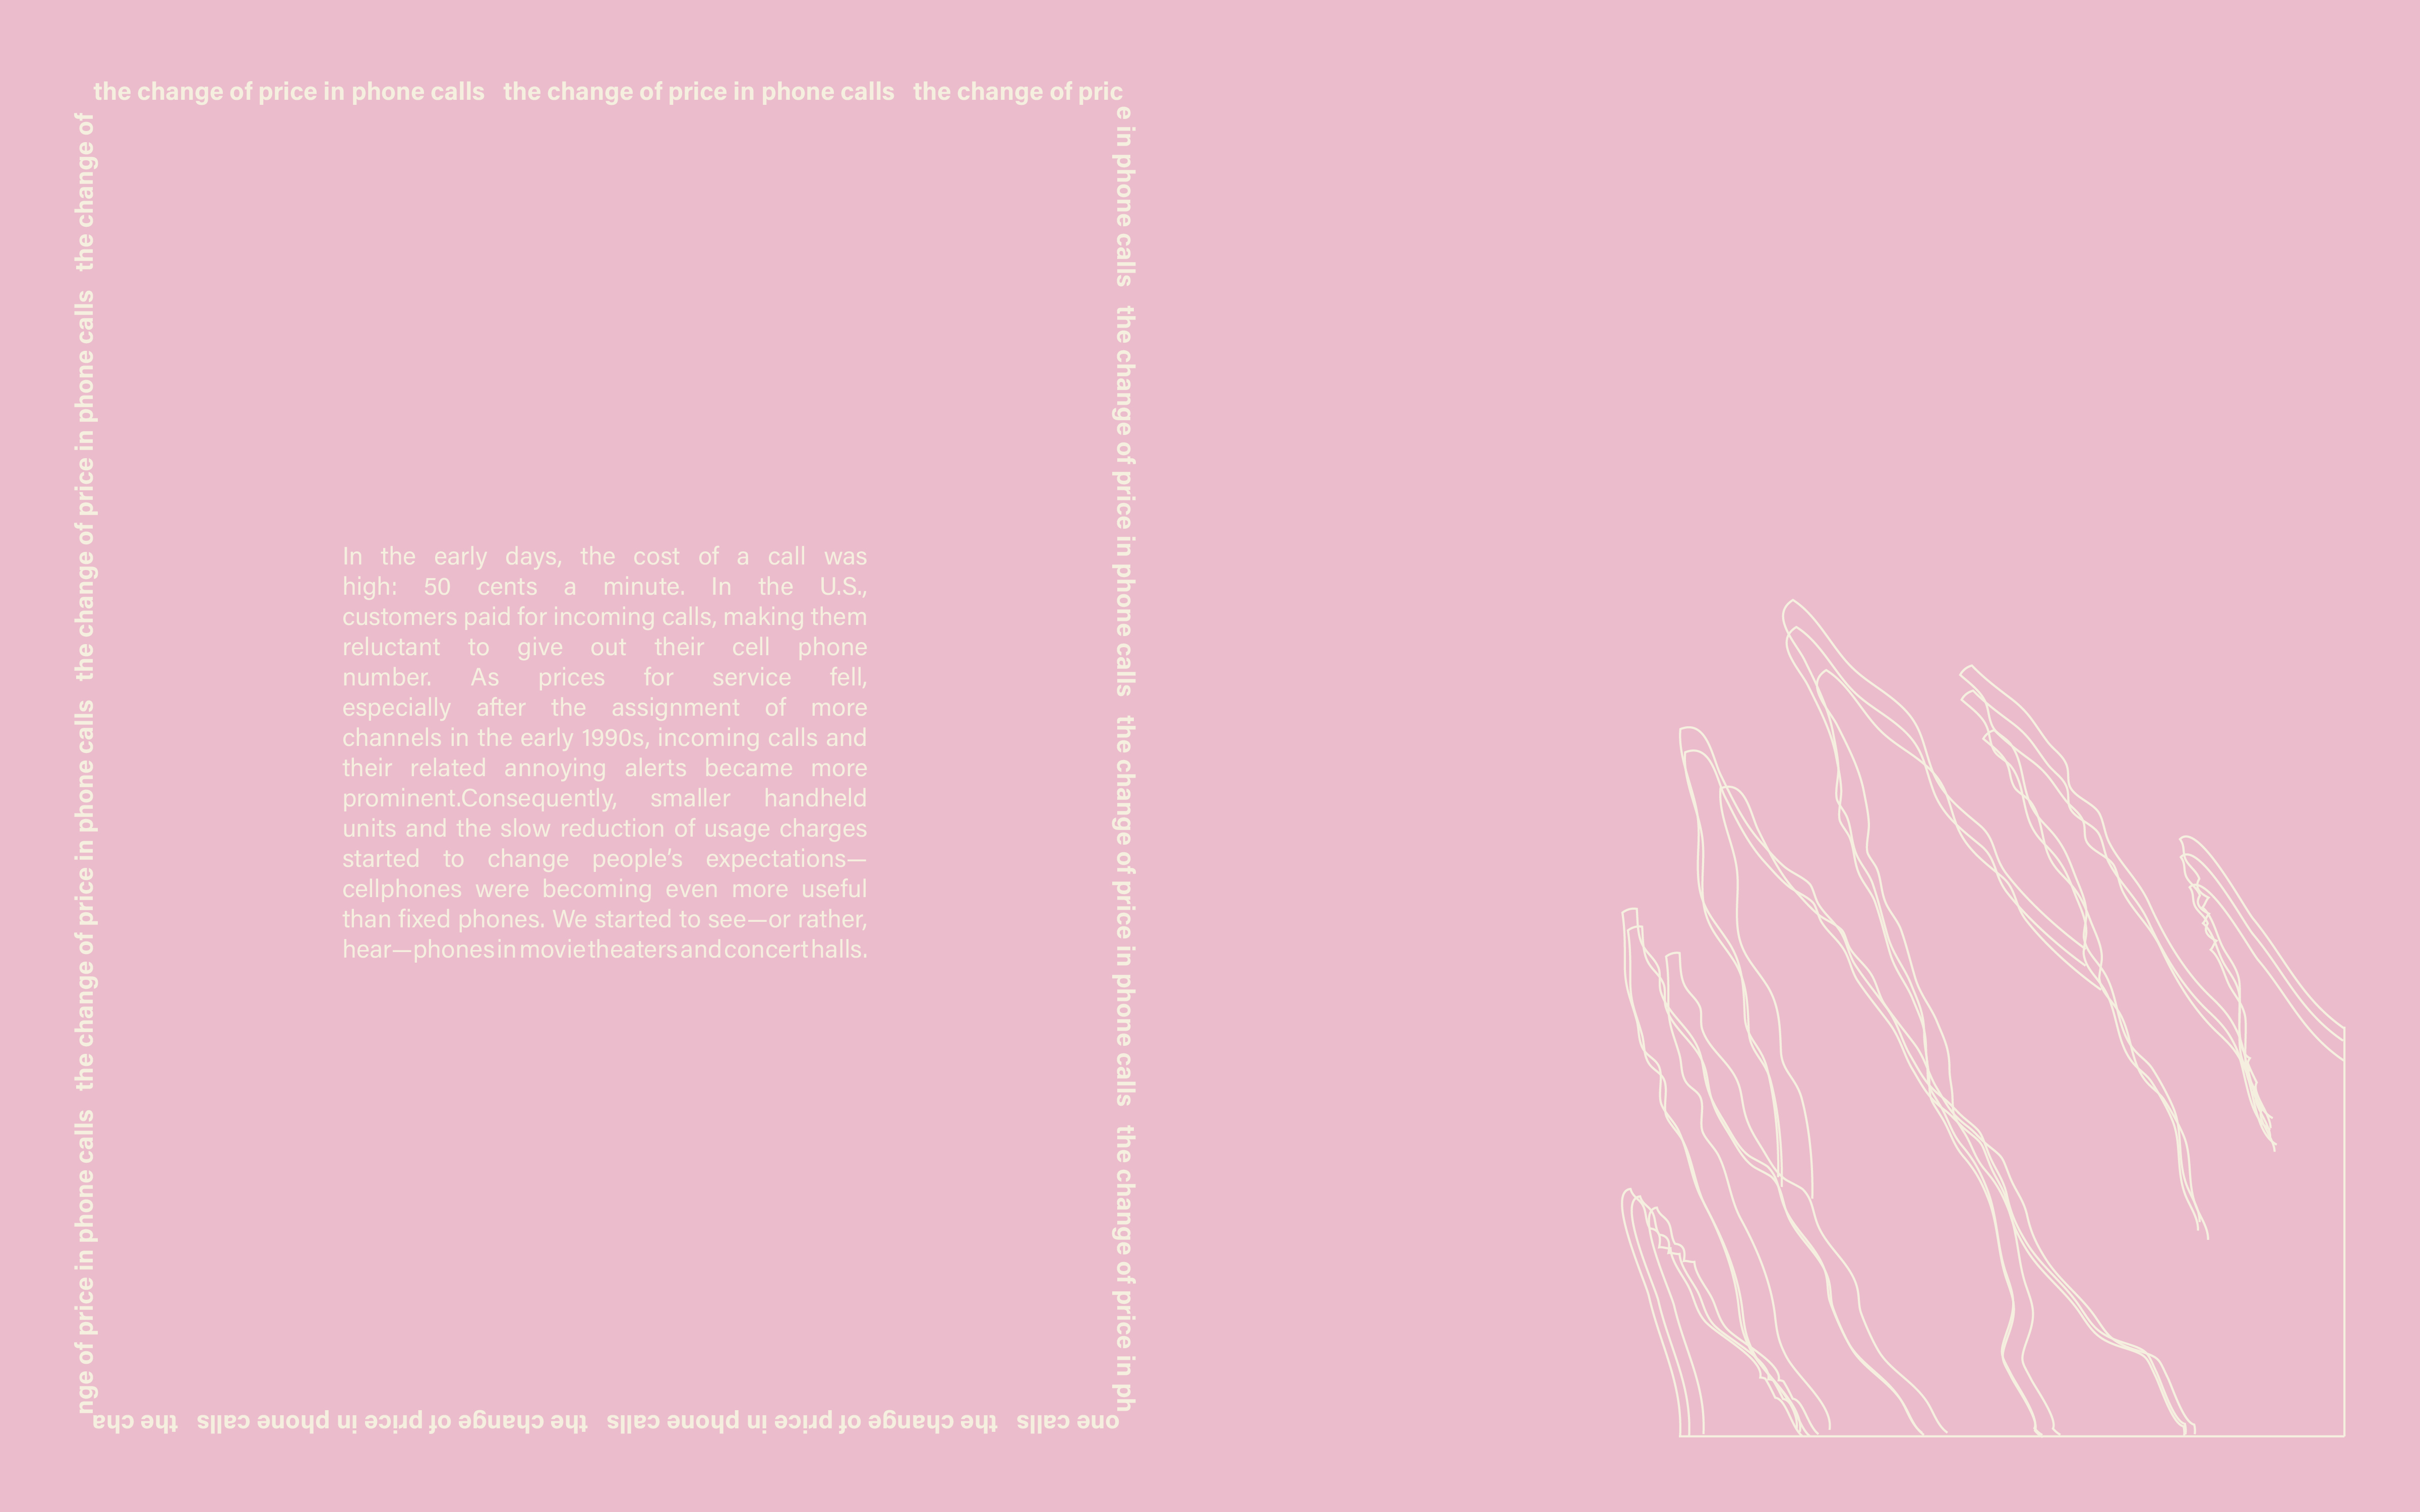 the change of price in phone calls the change of price in phone calls the change of pric
e in phone calls the change of price in phone calls the change of price in phone calls the change of price in ph
one calls the change of price in phone calls the change of price in phone calls the cha
nge of price in phone calls the change of price in phone calls the change of price in phone calls the change of
In the early days, the cost of a call was
high: 50 cents a minute. In the U.S.,
customers paid for incoming calls, making them
reluctant to give out their cell phone
number. As prices for service fell,
especially after the assignment of more
channels in the early 1990s, incoming calls and
their related annoying alerts became more
prominent.Consequently, smaller handheld
units and the slow reduction of usage charges
started to change people’s expectations—
cellphones were becoming even more useful
than fixed phones. We started to see—or rather,
hear—phones in movie theaters and concert halls.